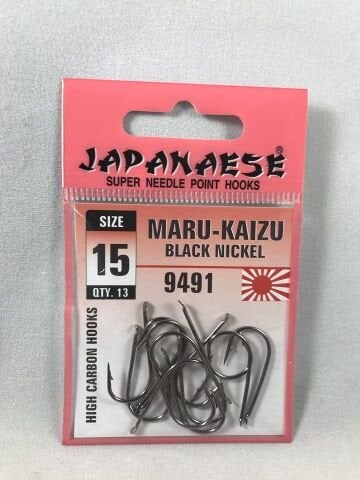 JAPANAESE®
SUPER NEEDLE POINT HOOKS
SIZE
15
QTY. 13
MARU-KAIZU
BLACK NICKEL
9491
HIGH CARBON HOOKS